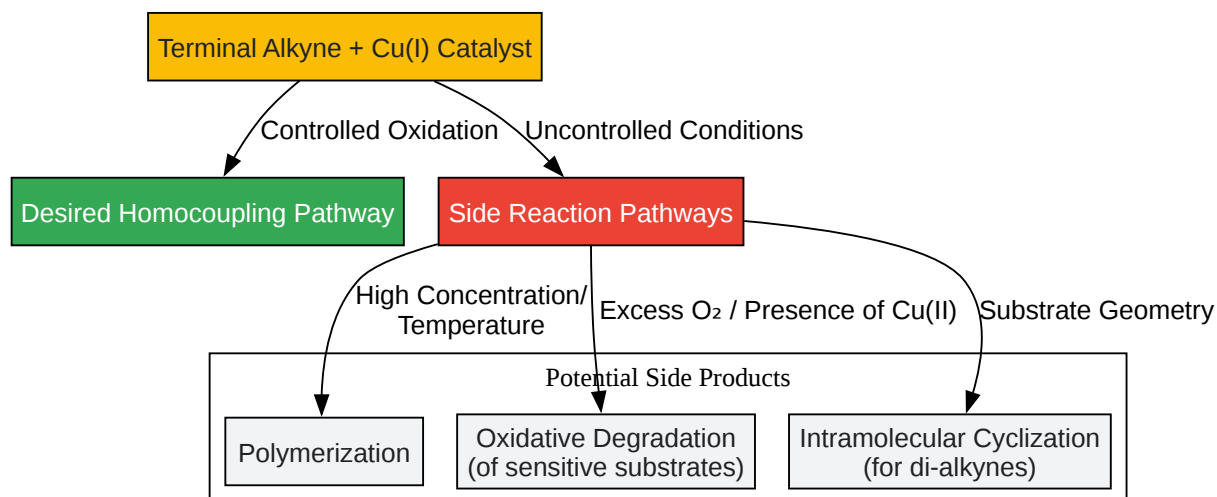 Terminal Alkyne + Cu(I) Catalyst
Controlled Oxidation
Uncontrolled Conditions
Desired Homocoupling Pathway
Side Reaction Pathways
High Concentration/
Temperature
Excess O₂ / Presence of Cu(II)
Substrate Geometry
Potential Side Products
Polymerization
Oxidative Degradation
(of sensitive substrates)
Intramolecular Cyclization
(for di-alkynes)